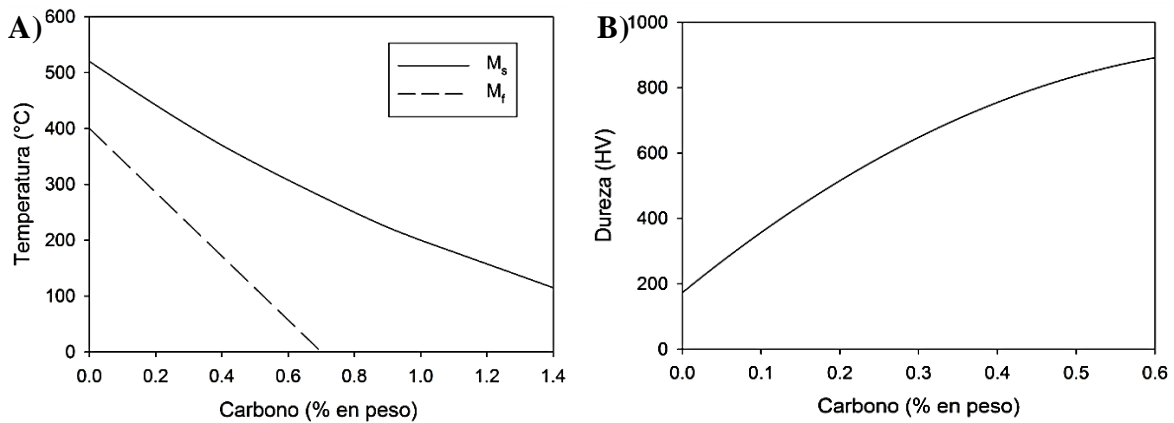 A)
600
500
400
300
200
100
0
Temperatura (°C)
0.0 0.2 0.4 0.6 0.8 1.0 1.2 1.4
Carbono (% en peso)
Ms
Mf
B)
1000
800
600
400
200
0
Dureza (HV)
0.0 0.1 0.2 0.3 0.4 0.5 0.6
Carbono (% en peso)